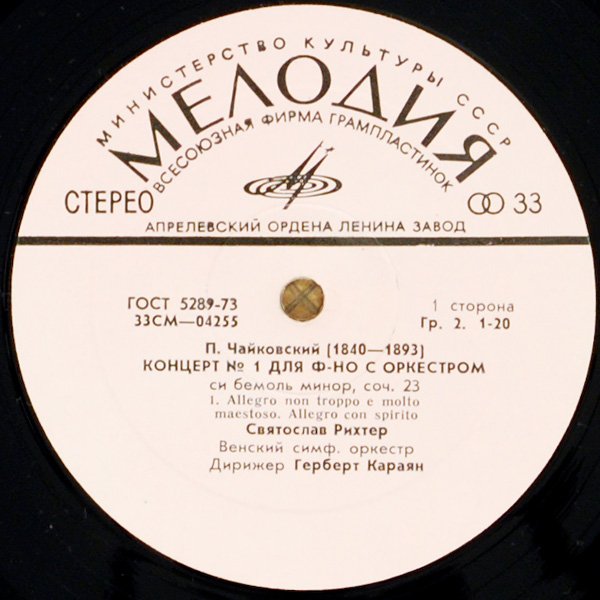 МИНИСТЕРСТВО КУЛЬТУРЫ СССР
МЕЛОДИЯ
ВСЕСОЮЗНАЯ ФИРМА ГРАМПЛАСТИНОК
СТЕРЕО
33
АПРЕЛЕВСКИЙ ОРДЕНА ЛЕНИНА ЗАВОД
ГОСТ 5289-73
33СМ—04255
1 сторона
Гр. 2. 1-20
П. Чайковский (1840—1893)
КОНЦЕРТ № 1 ДЛЯ Ф-НО С ОРКЕСТРОМ
си бемоль минор, соч. 23
1. Allegro non troppo e molto
maestoso. Allegro con spirito
Святослав Рихтер
Венский симф. оркестр
Дирижер Герберт Караян